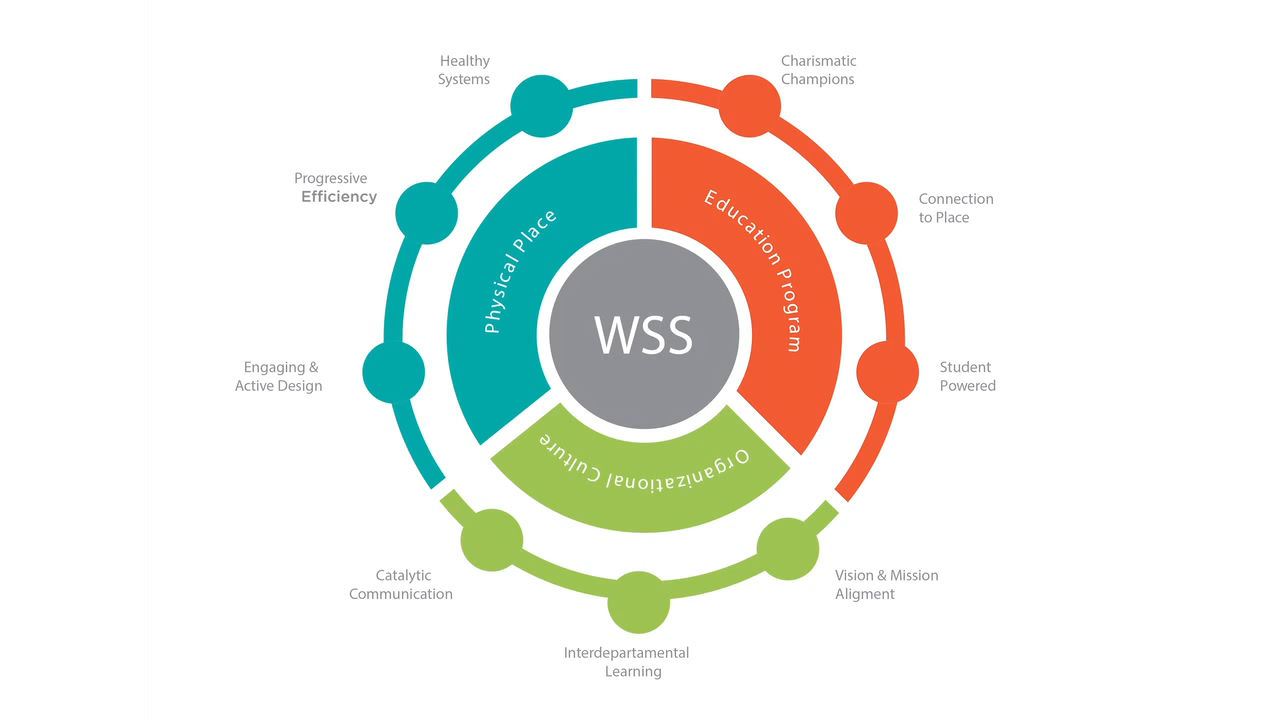 Healthy
Systems
Charismatic
Champions
Progressive
Efficiency
Connection
to Place
Physical Place
Education Program
WSS
Engaging &
Active Design
Student
Powered
Organizational Culture
Catalytic
Communication
Vision & Mission
Aligment
Interdepartamental
Learning